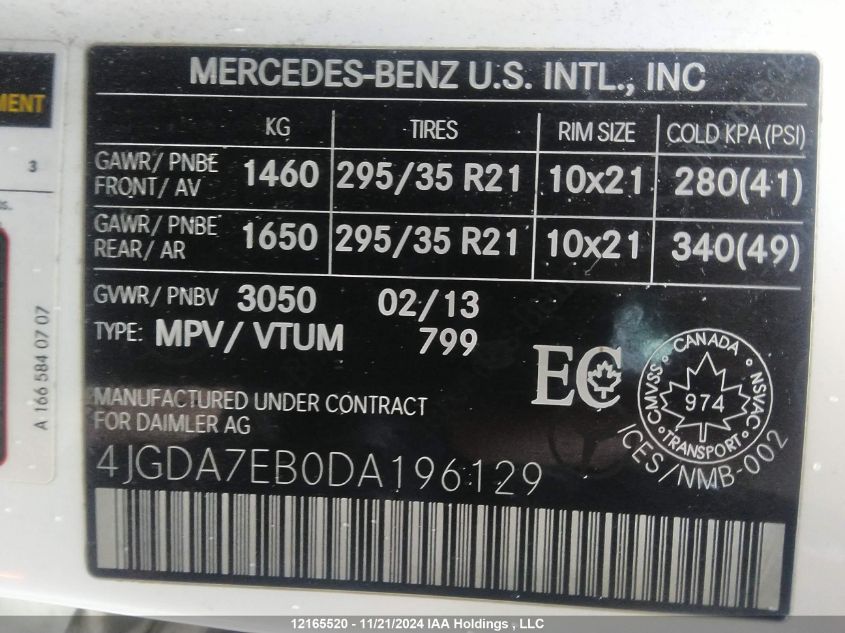 MERCEDES-BENZ U.S. INTL., INC
KG TIRES RIM SIZE COLD KPA (PSI)
GAWR/ PNBE FRONT/ AV 1460 295/35 R21 10x21 280(41)
GAWR/ PNBE REAR/ AR 1650 295/35 R21 10x21 340(49)
GVWR/ PNBV 3050 02/13
TYPE: MPV/ VTUM 799
EC
CANADA
CMVSS
974
NSVAC
TRANSPORT
ICES/NMB-002
MANUFACTURED UNDER CONTRACT
FOR DAIMLER AG
4JGDA7EB0DA196129
3
A 166 584 07 07
12165520 - 11/21/2024 IAA Holdings , LLC